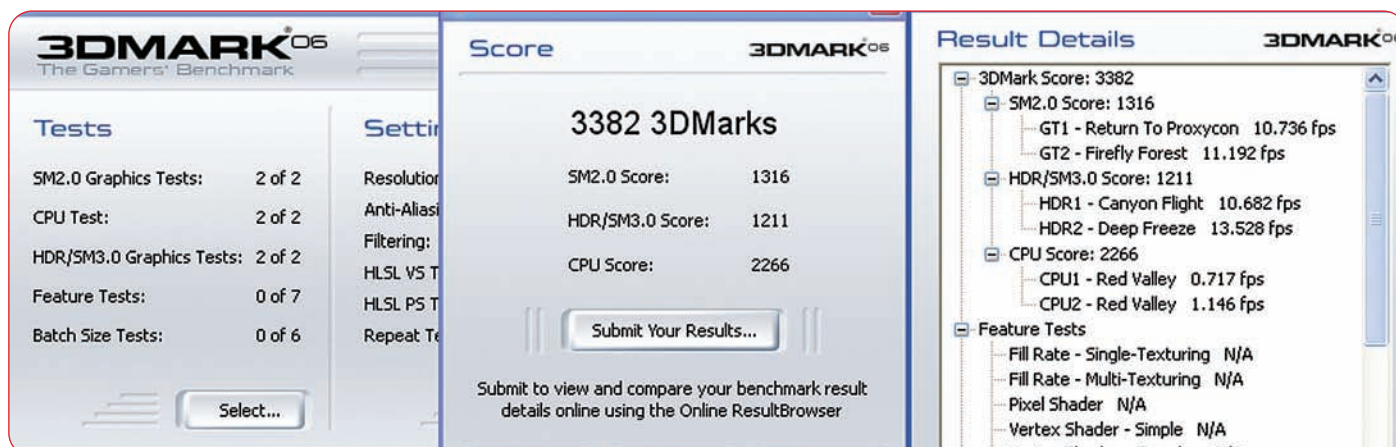 3DMARK06
The Gamers' Benchmark
Tests
SM2.0 Graphics Tests: 2 of 2
CPU Test: 2 of 2
HDR/SM3.0 Graphics Tests: 2 of 2
Feature Tests: 0 of 7
Batch Size Tests: 0 of 6
Select...
Filtering:
HLSL VS
HLSL PS
Repeat
Score 3DMARK06
3382 3DMarks
SM2.0 Score: 1316
HDR/SM3.0 Score: 1211
CPU Score: 2266
Submit Your Results...
Submit to view and compare your benchmark result
details online using the Online ResultBrowser
Result Details 3DMARK
3DMark Score: 3382
SM2.0 Score: 1316
GT1 - Return To Proxycon 10.736 fps
GT2 - Firefly Forest 11.192 fps
HDR/SM3.0 Score: 1211
HDR1 - Canyon Flight 10.682 fps
HDR2 - Deep Freeze 13.528 fps
CPU Score: 2266
CPU1 - Red Valley 0.717 fps
CPU2 - Red Valley 1.146 fps
Feature Tests
Fill Rate - Single-Texturing N/A
Fill Rate - Multi-Texturing N/A
Pixel Shader N/A
Vertex Shader - Simple N/A